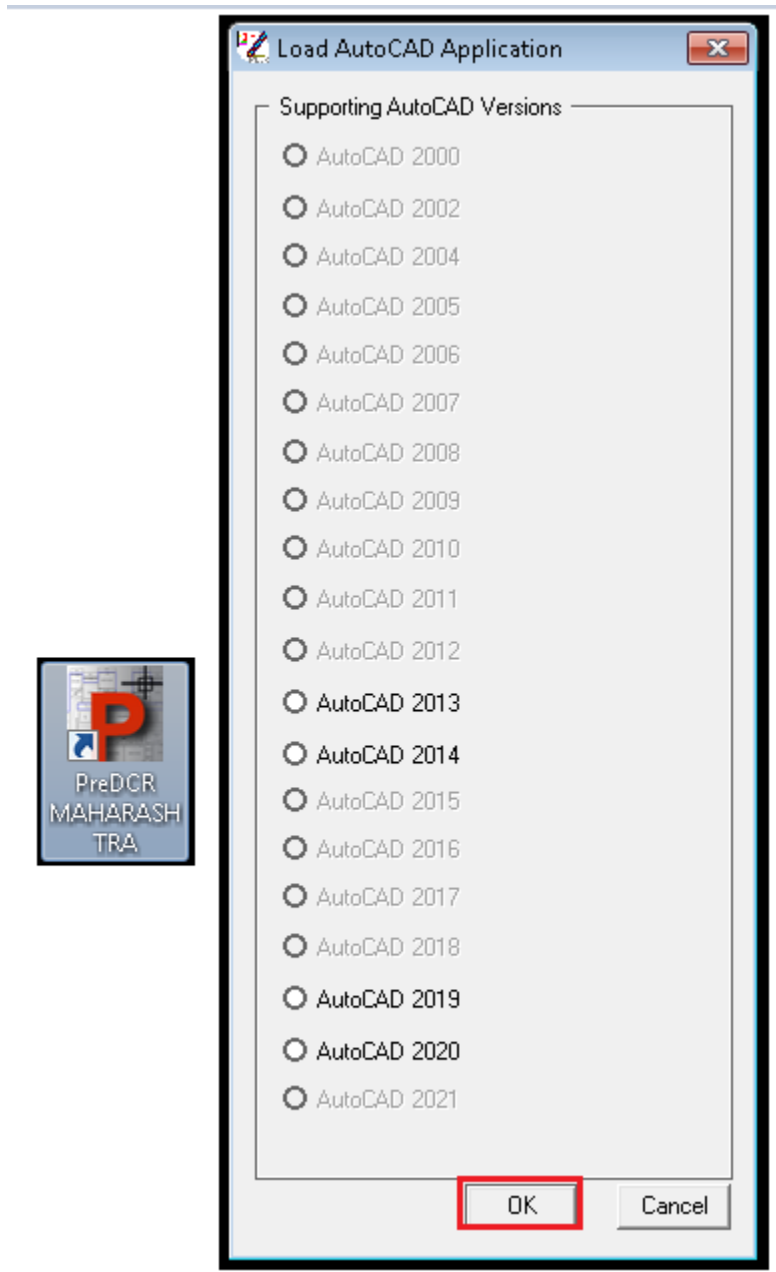 Load AutoCAD Application
Supporting AutoCAD Versions
AutoCAD 2000
AutoCAD 2002
AutoCAD 2004
AutoCAD 2005
AutoCAD 2006
AutoCAD 2007
AutoCAD 2008
AutoCAD 2009
AutoCAD 2010
AutoCAD 2011
AutoCAD 2012
AutoCAD 2013
AutoCAD 2014
AutoCAD 2015
AutoCAD 2016
AutoCAD 2017
AutoCAD 2018
AutoCAD 2019
AutoCAD 2020
AutoCAD 2021
OK Cancel
P
PreDCR
MAHARASH
TRA